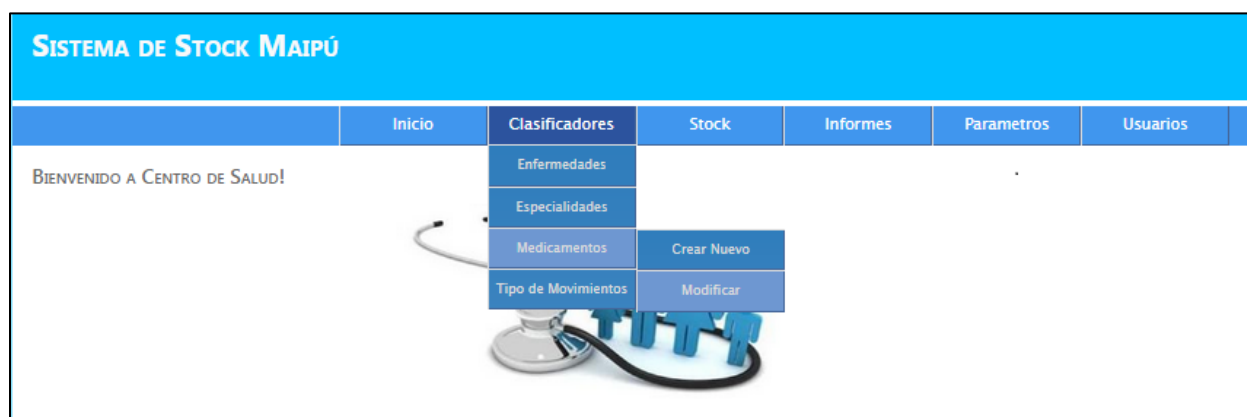 Sistema de Stock Maipú
Inicio Clasificadores Stock Informes Parametros Usuarios
Bienvenido a Centro de Salud!
Enfermedades
Especialidades
Medicamentos Crear Nuevo
Tipo de Movimientos Modificar